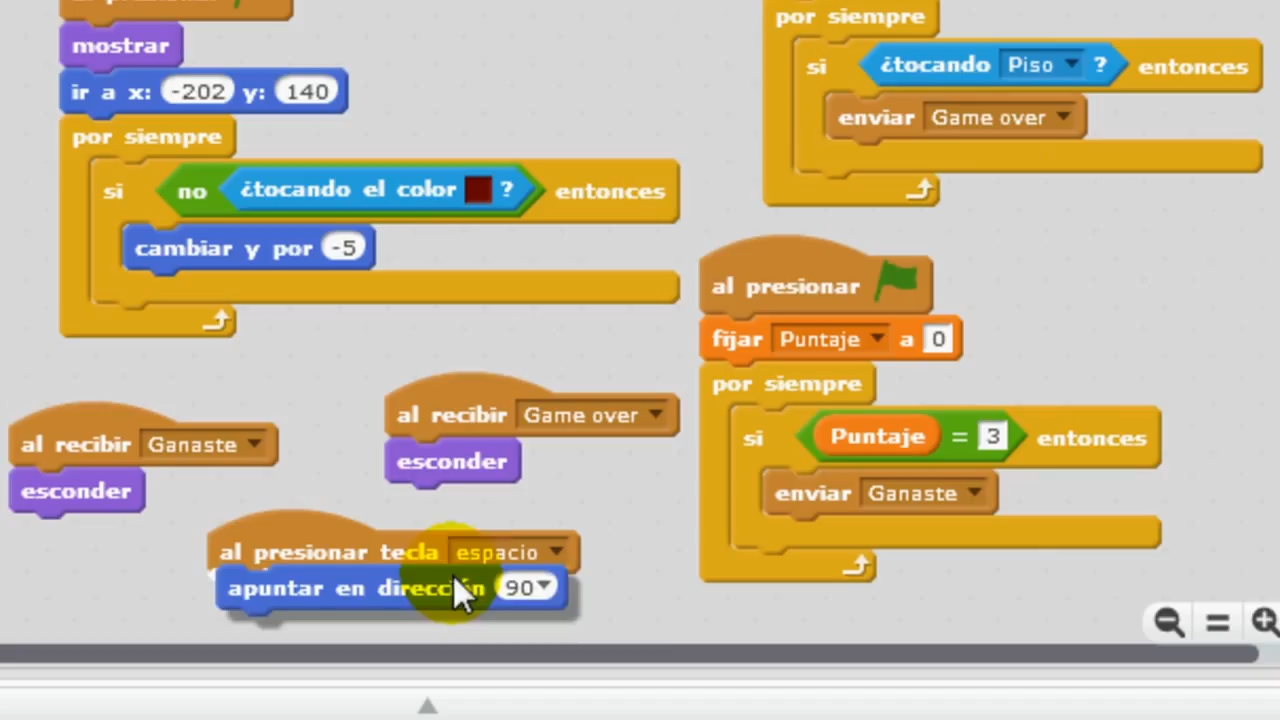 al presionar
mostrar
ir a x: -202 y: 140
por siempre
si no ¿tocando el color ? entonces
cambiar y por -5
al recibir Ganaste
esconder
al recibir Game over
esconder
al presionar tecla espacio
apuntar en dirección 90
por siempre
si ¿tocando Piso ? entonces
enviar Game over
al presionar
fijar Puntaje a 0
por siempre
si Puntaje = 3 entonces
enviar Ganaste